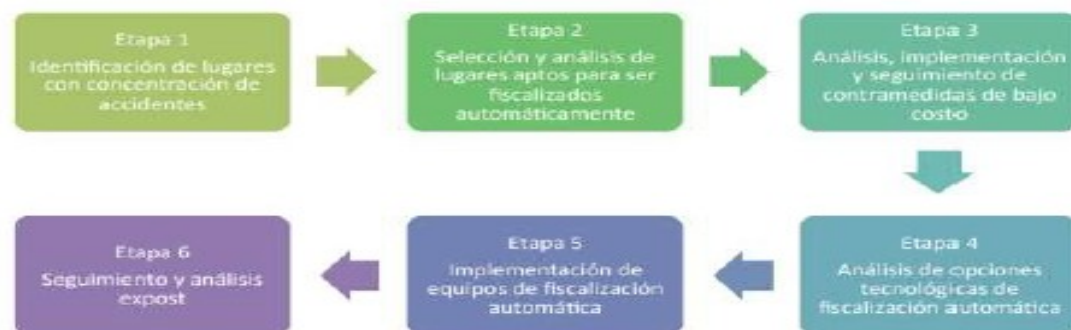 Etapa 1
Identificación de lugares
con concentración de
accidentes
Etapa 2
Selección y análisis de
lugares aptos para ser
fiscalizados
automáticamente
Etapa 3
Análisis, implementación
y seguimiento de
contramedidas de bajo
costo
Etapa 4
Análisis de opciones
tecnológicas de
fiscalización automática
Etapa 5
Implementación de
equipos de fiscalización
automática
Etapa 6
Seguimiento y análisis
expost